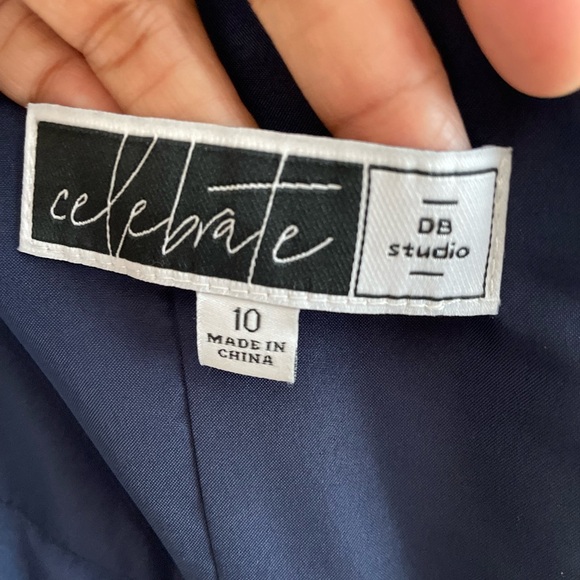 celebrate
DB
studio
10
MADE IN
CHINA